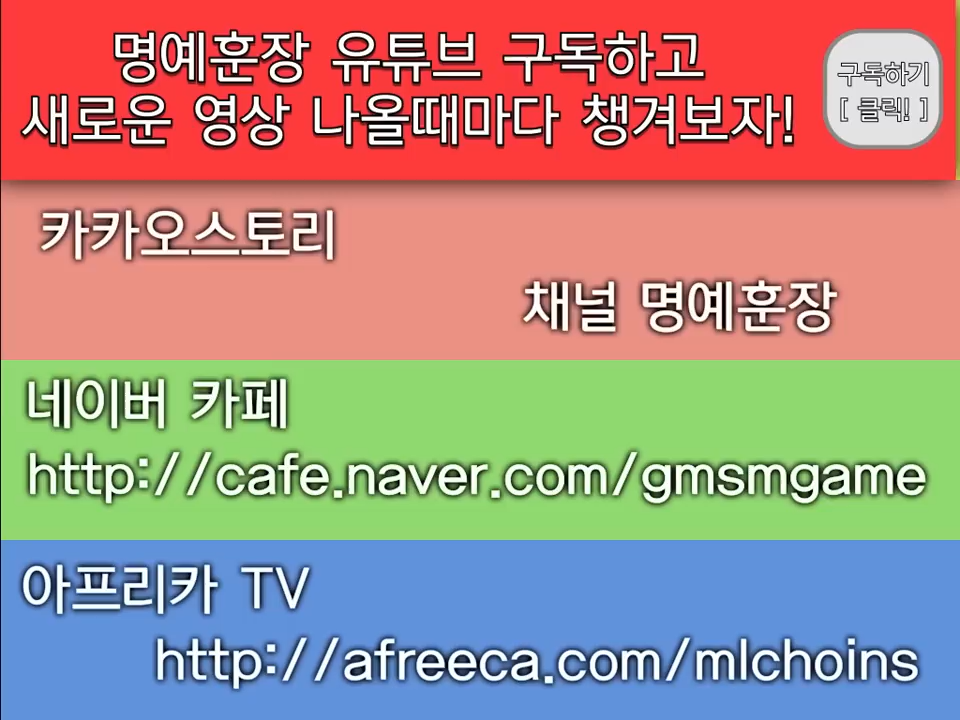 명예훈장 유튜브 구독하고
새로운 영상 나올때마다 챙겨보자!
구독하기
[ 클릭! ]
카카오스토리
채널 명예훈장
네이버 카페
http://cafe.naver.com/gmsmgame
아프리카 TV
http://afreeca.com/mlchoins